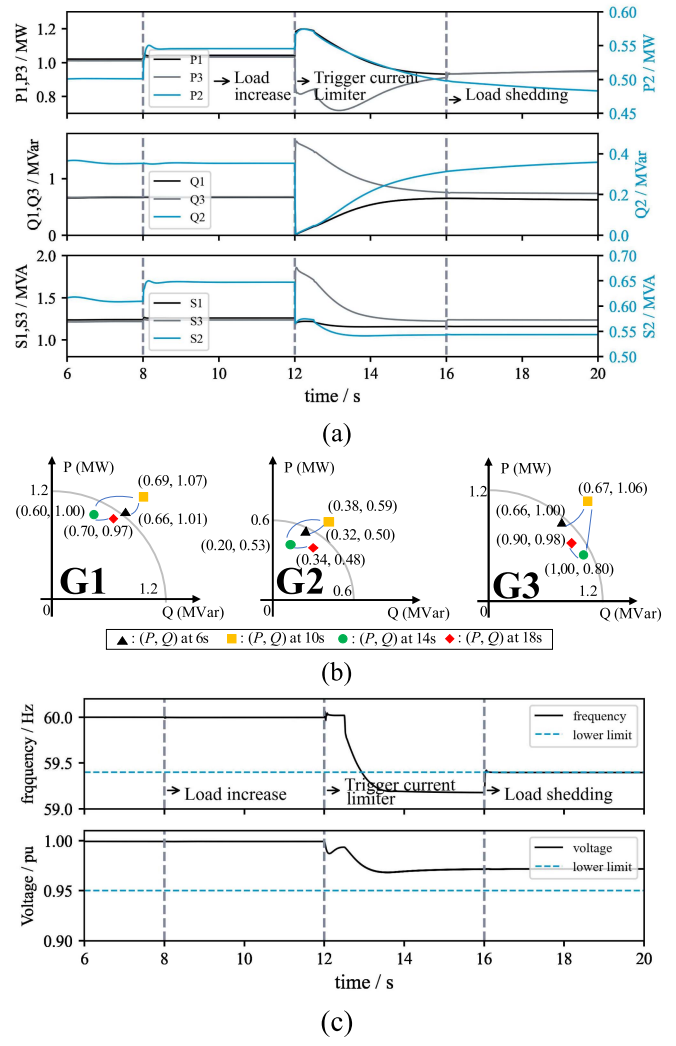 P1,P3 / MW
1.2
1.0
0.8
P1
P3
P2
Load
increase
Trigger current
Limiter
Load shedding
0.60
0.55
0.50
0.45
P2 / MW
Q1,Q3 / MVar
1
0
Q1
Q3
Q2
0.4
0.2
0.0
Q2 / MVar
S1,S3 / MVA
2.0
1.5
1.0
S1
S3
S2
0.70
0.65
0.60
0.55
0.50
S2 / MVA
6 8 10 12 14 16 18 20
time / s
(a)
P (MW)
1.2
(0.69, 1.07)
(0.60, 1.00)
(0.66, 1.01)
(0.70, 0.97)
G1
1.2
0
Q (MVar)
P (MW)
0.6
(0.38, 0.59)
(0.32, 0.50)
(0.20, 0.53)
(0.34, 0.48)
G2
0.6
0
Q (MVar)
P (MW)
1.2
(0.67, 1.06)
(0.66, 1.00)
(0.90, 0.98)
(1,00, 0.80)
G3
1.2
0
Q (MVar)
: (P, Q) at 6s : (P, Q) at 10s : (P, Q) at 14s : (P, Q) at 18s
(b)
frqquency / Hz
60.0
59.5
59.0
frequency
lower limit
Load increase
Trigger current
limiter
Load shedding
Voltage / pu
1.00
0.95
0.90
voltage
lower limit
6 8 10 12 14 16 18 20
time / s
(c)